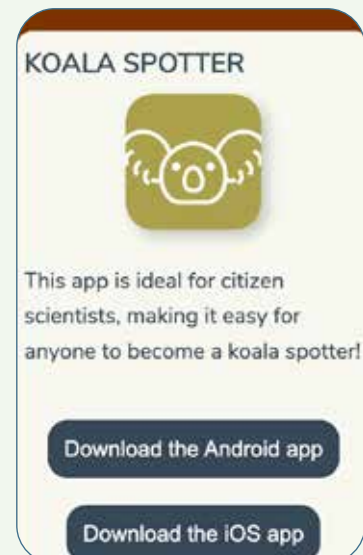 KOALA SPOTTER
This app is ideal for citizen
scientists, making it easy for
anyone to become a koala spotter!
Download the Android app
Download the iOS app